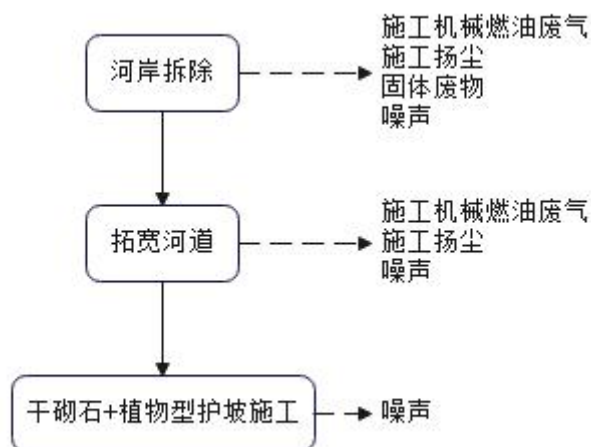 河岸拆除
施工机械燃油废气
施工扬尘
固体废物
噪声
拓宽河道
施工机械燃油废气
施工扬尘
噪声
干砌石+植物型护坡施工
噪声